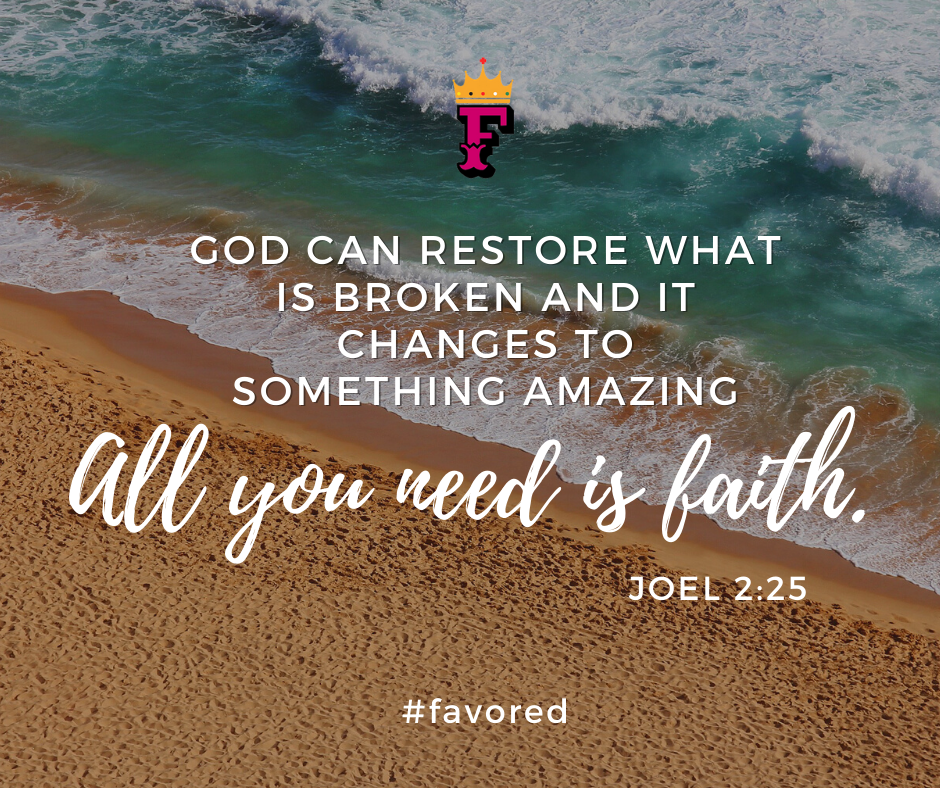 F
GOD CAN RESTORE WHAT
IS BROKEN AND IT
CHANGES TO
SOMETHING AMAZING
All you need is faith.
JOEL 2:25
#favored